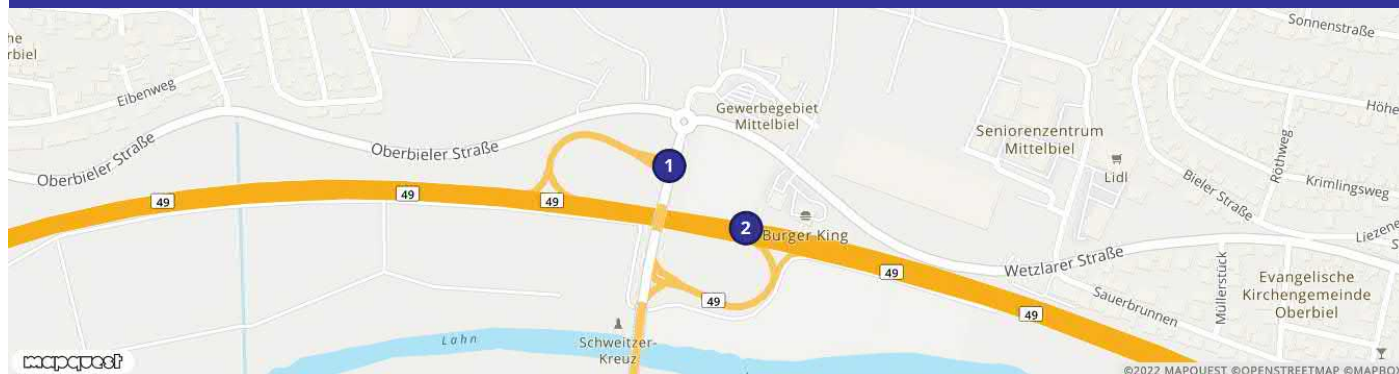 Sonnenstraße
he
rbiel
Eibenweg
Gewerbegebiet
Mittelbiel
Höhe
Oberbieler Straße
Oberbieler Straße
Seniorenzentrum
Mittelbiel
Röthweg
Lidl
1
Bieler Straße
Krimlingsweg
49
49
49
2
Burger King
Liezene
S
49
Wetzlarer Straße
Müllerstück
Evangelische
Kirchengemeinde
Oberbiel
49
Sauerbrunnen
49
Lahn
Schweitzer-
Kreuz
mapquest
©2022 MAPQUEST ©OPENSTREETMAP ©MAPBO